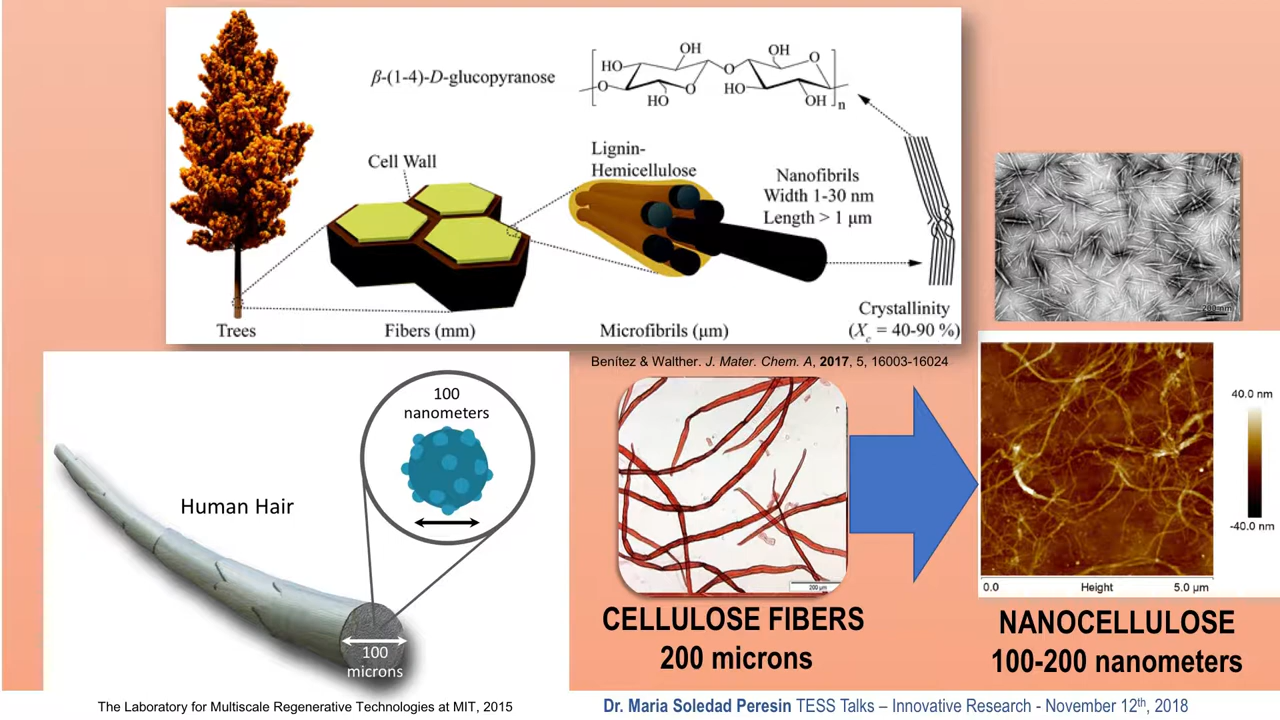 β-(1-4)-D-glucopyranose
OH
OH
HO
O
O
O
O
HO
HO
OH
n
Cell Wall
Lignin-
Hemicellulose
Nanofibrils
Width 1-30 nm
Length > 1 μm
Trees
Fibers (mm)
Microfibrils (μm)
Crystallinity
(Xc = 40-90 %)
200 nm
Benítez & Walther. J. Mater. Chem. A, 2017, 5, 16003-16024
100
nanometers
Human Hair
100
microns
200 μm
40.0 nm
-40.0 nm
0.0 Height 5.0 μm
CELLULOSE FIBERS
200 microns
NANOCELLULOSE
100-200 nanometers
The Laboratory for Multiscale Regenerative Technologies at MIT, 2015
Dr. Maria Soledad Peresin TESS Talks – Innovative Research - November 12th, 2018